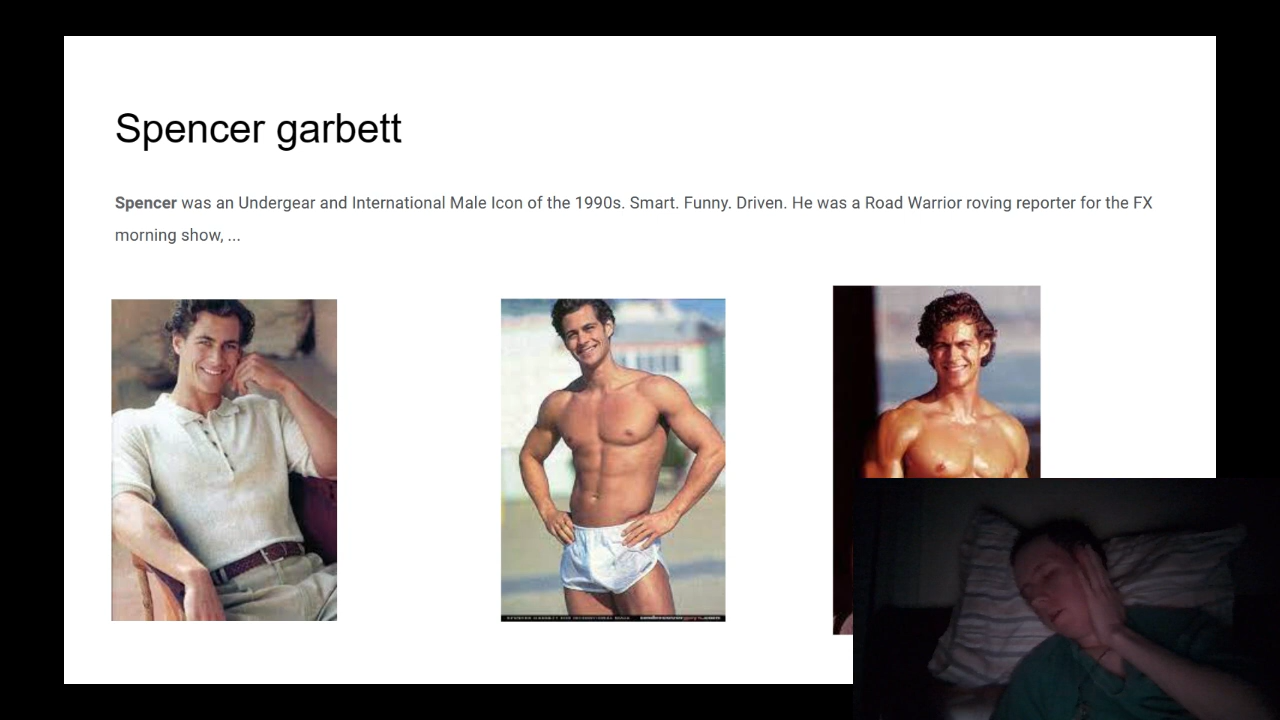 Spencer garbett
Spencer was an Undergear and International Male Icon of the 1990s. Smart. Funny. Driven. He was a Road Warrior roving reporter for the FX
morning show, ...